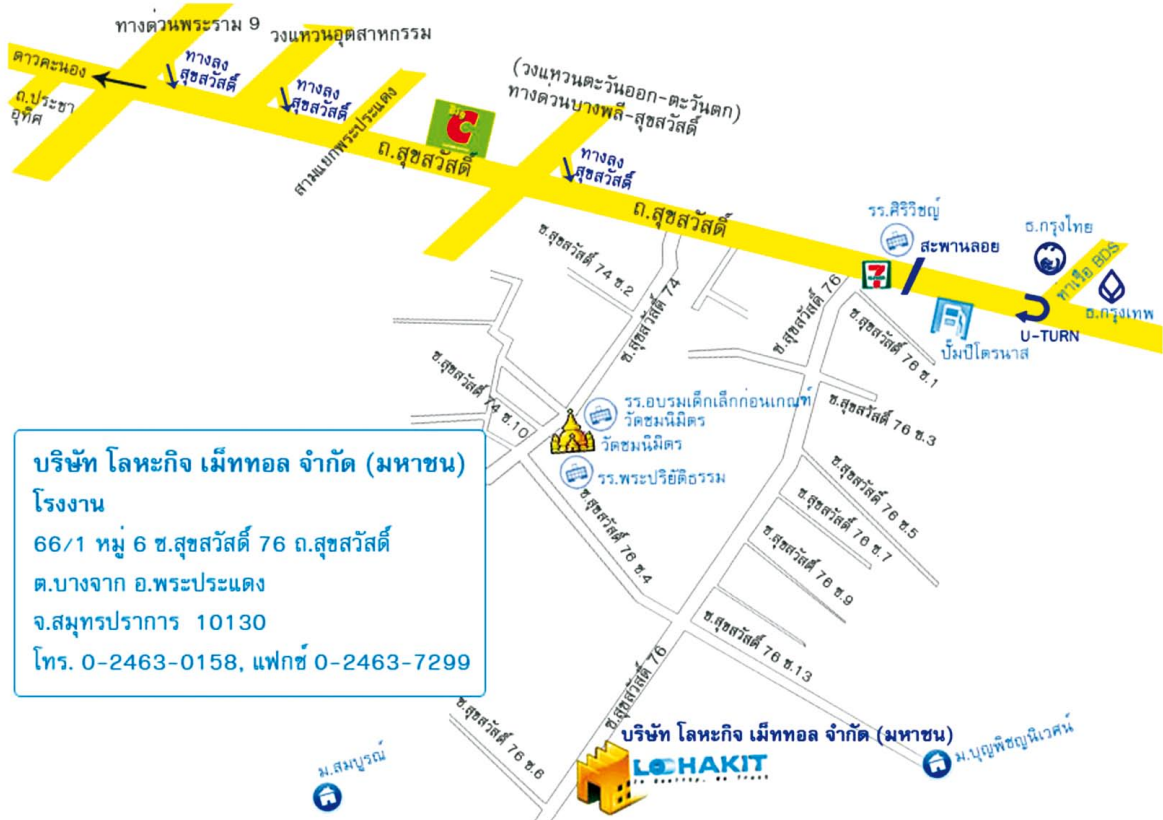 ทางด่วนพระราม 9
วงแหวนอุตสาหกรรม
ดาวคะนอง
ทางลง
สุขสวัสดิ์
ถ.ประชา
อุทิศ
ทางลง
สุขสวัสดิ์
สามแยกพระประแดง
(วงแหวนตะวันออก-ตะวันตก)
ทางด่วนบางพลี-สุขสวัสดิ์
Big
C
ถ.สุขสวัสดิ์
ทางลง
สุขสวัสดิ์
ถ.สุขสวัสดิ์
รร.ศิริวิชญ์
สะพานลอย
ธ.กรุงไทย
ท่าเรือ BDS
ธ.กรุงเทพ
7
U-TURN
ปั๊มปิโตรนาส
ซ.สุขสวัสดิ์ 74 ซ.2
ซ.สุขสวัสดิ์ 74
ซ.สุขสวัสดิ์ 76
ซ.สุขสวัสดิ์ 76 ซ.1
ซ.สุขสวัสดิ์ 74 ซ.10
รร.อบรมเด็กเล็กก่อนเกณฑ์
วัดชมนิมิตร
วัดชมนิมิตร
รร.พระปริยัติธรรม
ซ.สุขสวัสดิ์ 76 ซ.3
ซ.สุขสวัสดิ์ 76 ซ.5
ซ.สุขสวัสดิ์ 76 ซ.7
ซ.สุขสวัสดิ์ 76 ซ.4
ซ.สุขสวัสดิ์ 76 ซ.9
ซ.สุขสวัสดิ์ 76 ซ.13
บริษัท โลหะกิจ เม็ททอล จำกัด (มหาชน)
โรงงาน
66/1 หมู่ 6 ซ.สุขสวัสดิ์ 76 ถ.สุขสวัสดิ์
ต.บางจาก อ.พระประแดง
จ.สมุทรปราการ 10130
โทร. 0-2463-0158, แฟกซ์ 0-2463-7299
ซ.สุขสวัสดิ์ 76
ซ.สุขสวัสดิ์ 76 ซ.6
บริษัท โลหะกิจ เม็ททอล จำกัด (มหาชน)
LOHAKIT
In Quality, We Trust
ม.สมบูรณ์
ม.บุญพิชญนิเวศน์